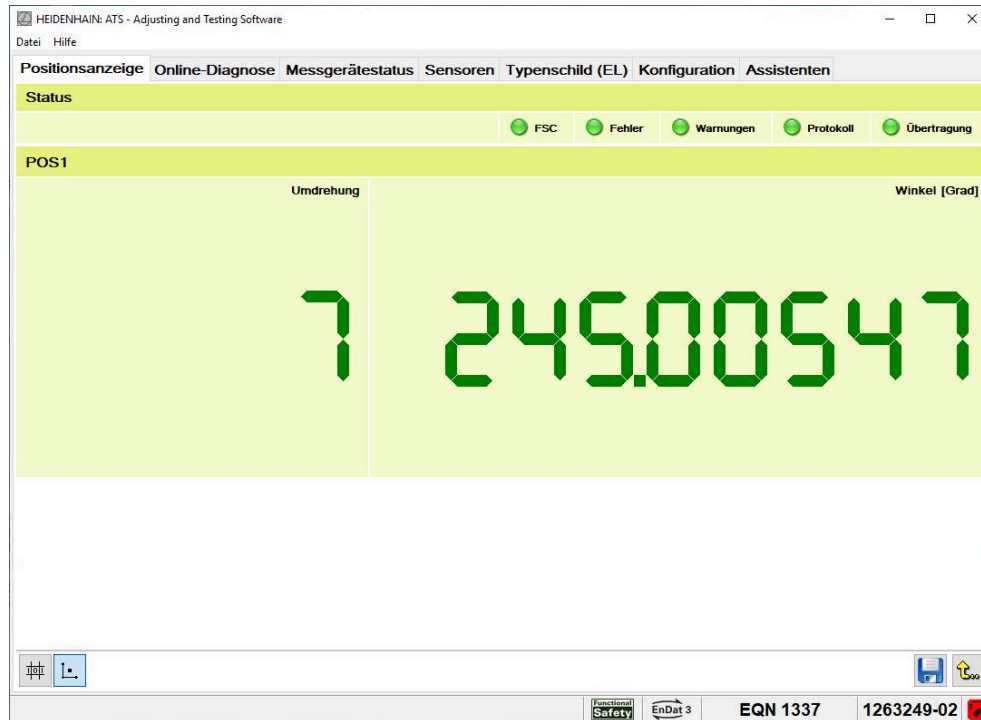 HEIDENHAIN: ATS - Adjusting and Testing Software
Datei Hilfe
Positionsanzeige Online-Diagnose Messgerätestatus Sensoren Typenschild (EL) Konfiguration Assistenten
Status
FSC Fehler Warnungen Protokoll Übertragung
POS1
Umdrehung Winkel [Grad]
7 245.00547
Functional Safety EnDat 3 EQN 1337 1263249-02